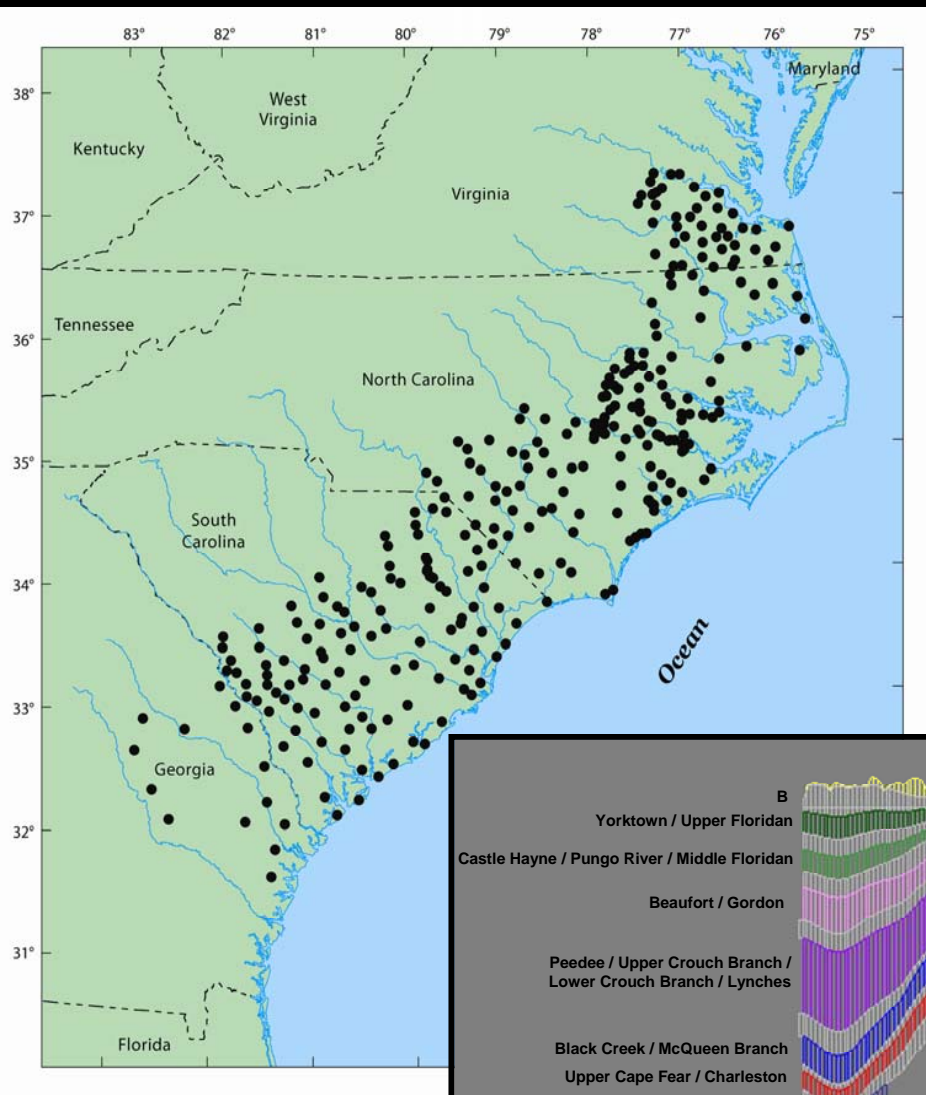 83° 82° 81° 80° 79° 78° 77° 76° 75°
Maryland
38°
West
Virginia
Kentucky
Virginia
37°
Tennessee
36°
North Carolina
35°
South
Carolina
34°
Ocean
33°
Georgia
32°
31°
Florida
B
Yorktown / Upper Floridan
Castle Hayne / Pungo River / Middle Floridan
Beaufort / Gordon
Peedee / Upper Crouch Branch /
Lower Crouch Branch / Lynches
Black Creek / McQueen Branch
Upper Cape Fear / Charleston